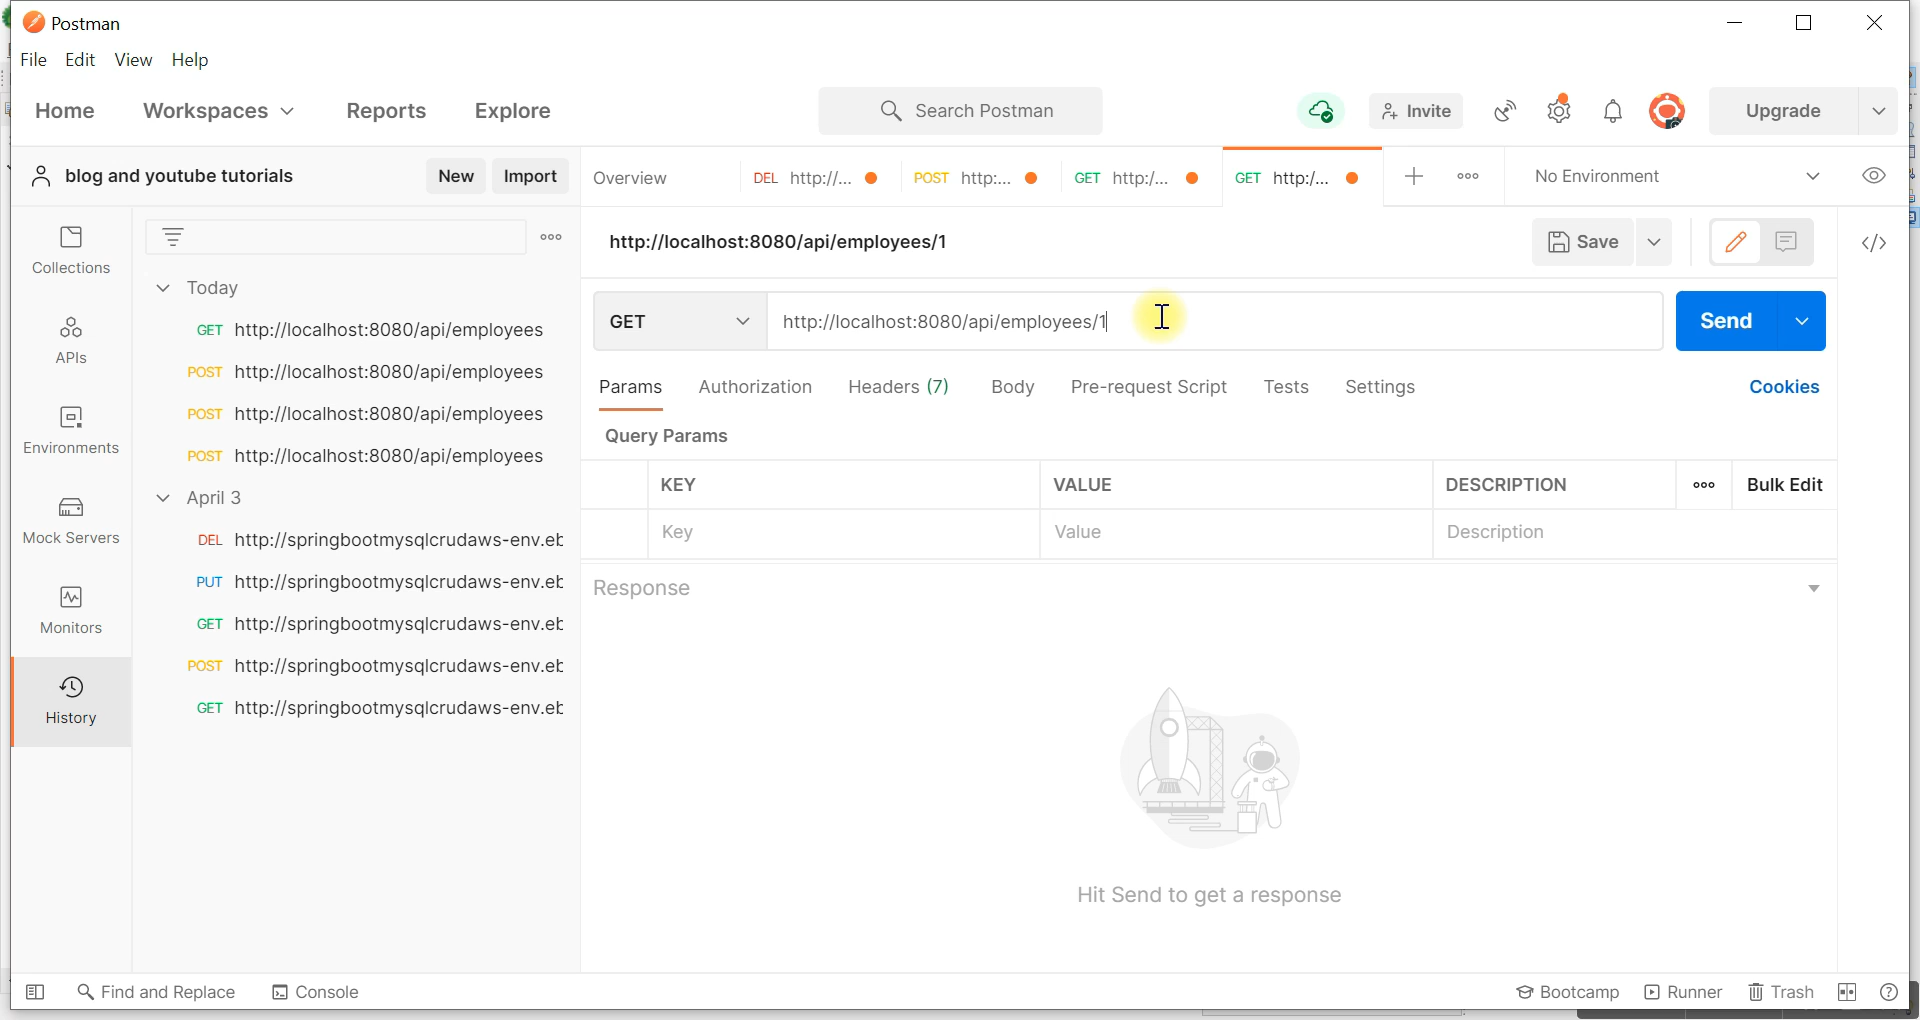 Postman
File Edit View Help
Home Workspaces Reports Explore Search Postman Invite Upgrade
blog and youtube tutorials New Import Overview DEL http://... POST http:... GET http:/... GET http:/... No Environment
Collections
APIs
Environments
Mock Servers
Monitors
History
Today
GET http://localhost:8080/api/employees
POST http://localhost:8080/api/employees
POST http://localhost:8080/api/employees
POST http://localhost:8080/api/employees
April 3
DEL http://springbootmysqlcrudaws-env.eb
PUT http://springbootmysqlcrudaws-env.eb
GET http://springbootmysqlcrudaws-env.eb
POST http://springbootmysqlcrudaws-env.eb
GET http://springbootmysqlcrudaws-env.eb
http://localhost:8080/api/employees/1 Save </>
GET http://localhost:8080/api/employees/1 Send
Params Authorization Headers (7) Body Pre-request Script Tests Settings Cookies
Query Params
KEY VALUE DESCRIPTION Bulk Edit
Key Value Description
Response
Hit Send to get a response
Find and Replace Console Bootcamp Runner Trash